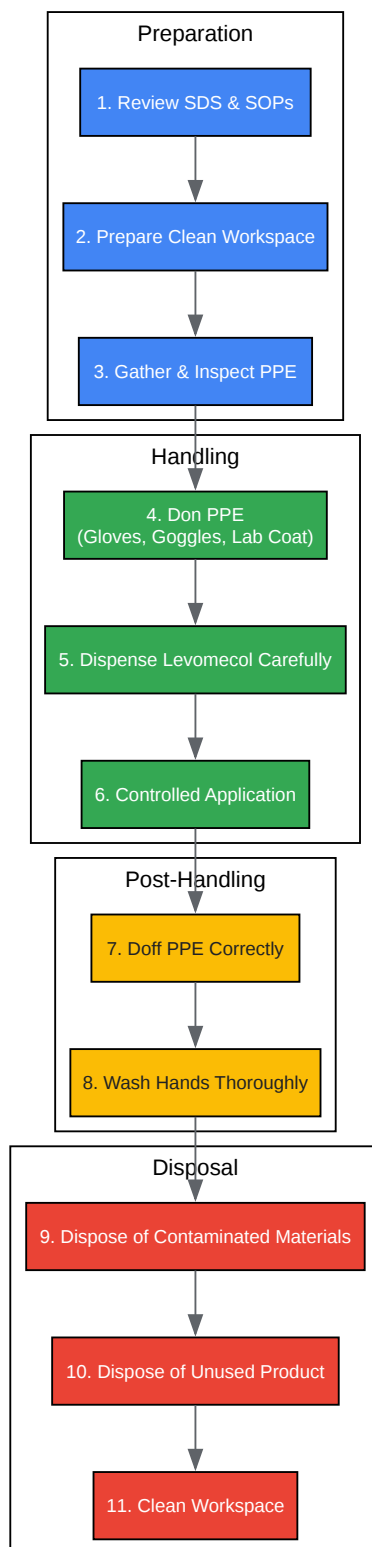 Preparation
1. Review SDS & SOPs
2. Prepare Clean Workspace
3. Gather & Inspect PPE
Handling
4. Don PPE
(Gloves, Goggles, Lab Coat)
5. Dispense Levomecol Carefully
6. Controlled Application
Post-Handling
7. Doff PPE Correctly
8. Wash Hands Thoroughly
Disposal
9. Dispose of Contaminated Materials
10. Dispose of Unused Product
11. Clean Workspace